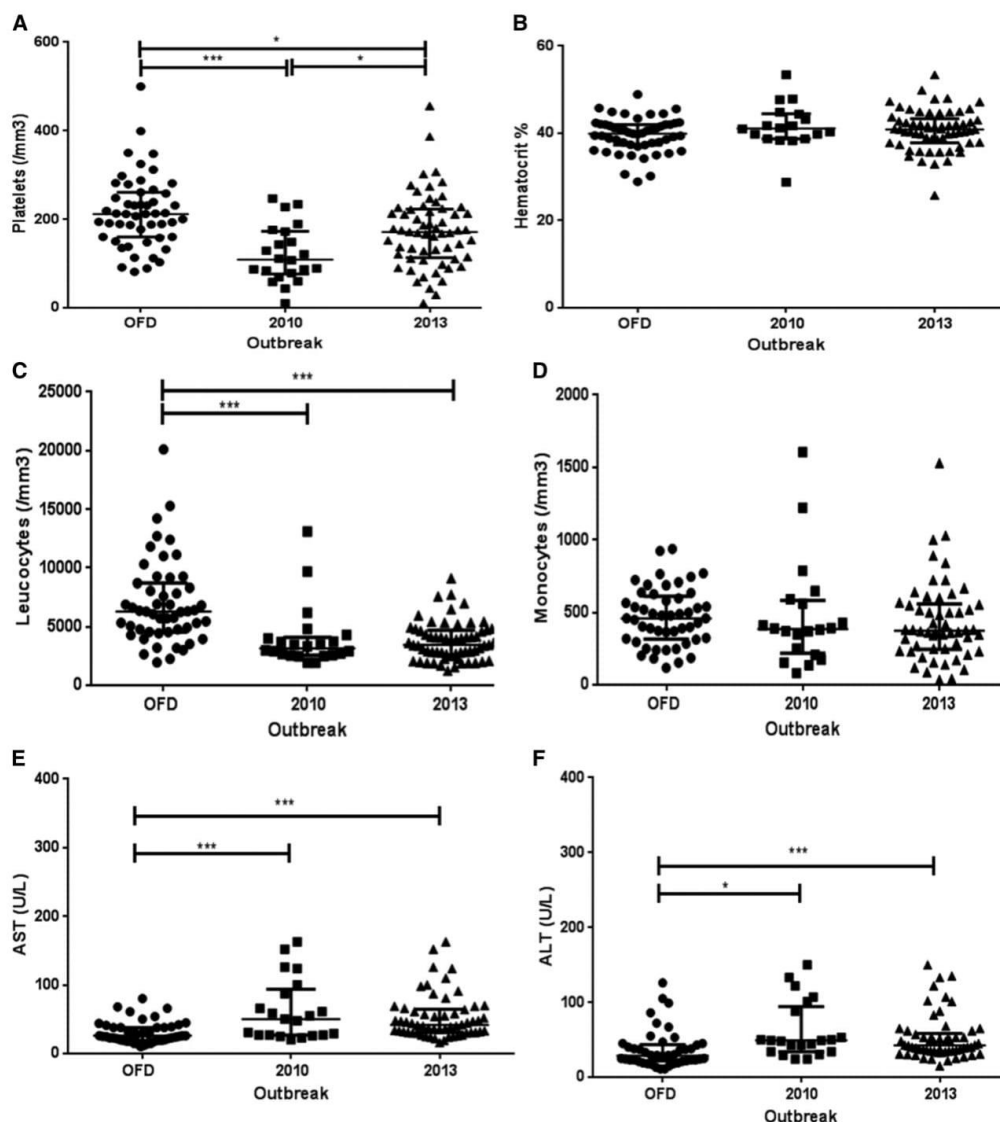 A
Platelets (/mm3)
600
400
200
0
*
***
*
OFD
2010
2013
Outbreak
B
Hematocrit %
60
40
20
0
OFD
2010
2013
Outbreak
C
Leucocytes (/mm3)
25000
20000
15000
10000
5000
0
***
***
OFD
2010
2013
Outbreak
D
Monocytes (/mm3)
2000
1500
1000
500
0
OFD
2010
2013
Outbreak
E
AST (U/L)
400
300
200
100
0
***
***
OFD
2010
2013
Outbreak
F
ALT (U/L)
400
300
200
100
0
***
*
OFD
2010
2013
Outbreak